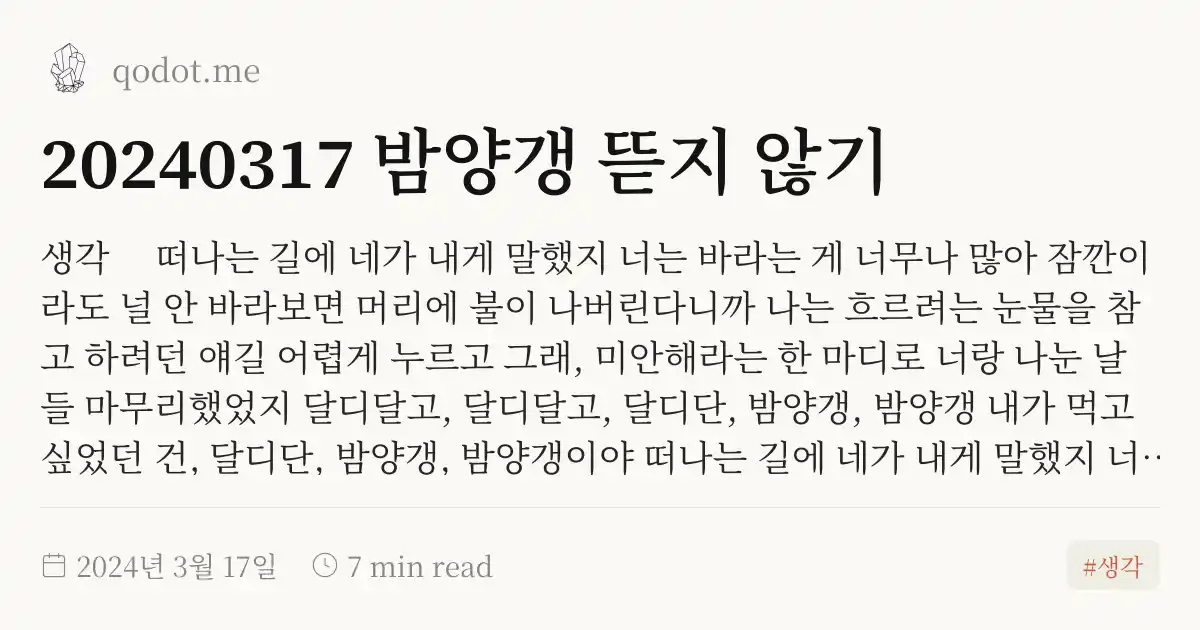 qodot.me
20240317 밤양갱 뜯지 않기
생각 떠나는 길에 네가 내게 말했지 너는 바라는 게 너무나 많아 잠깐이
라도 널 안 바라보면 머리에 불이 나버린다니까 나는 흐르려는 눈물을 참
고 하려던 얘길 어렵게 누르고 그래, 미안해라는 한 마디로 너랑 나눈 날
들 마무리했었지 달디달고, 달디달고, 달디단, 밤양갱, 밤양갱 내가 먹고
싶었던 건, 달디단, 밤양갱, 밤양갱이야 떠나는 길에 네가 내게 말했지 너…
2024년 3월 17일 7 min read
#생각